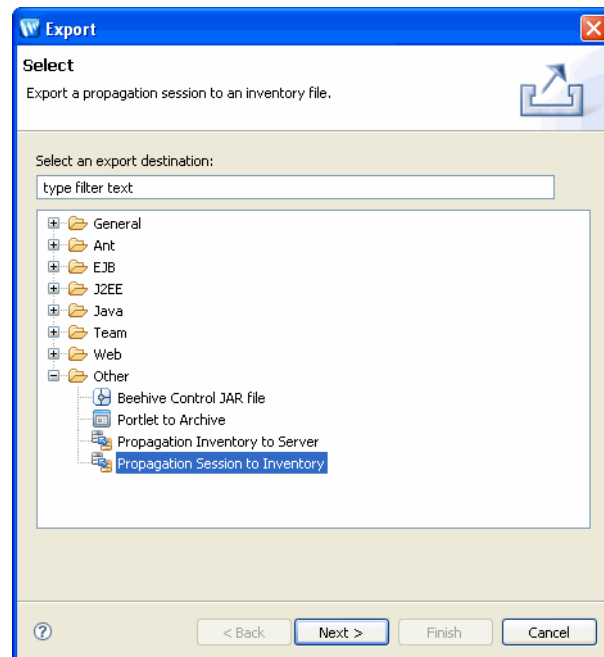 Export
Select
Export a propagation session to an inventory file.
Select an export destination:
type filter text
General
Ant
EJB
J2EE
Java
Team
Web
Other
Beehive Control JAR file
Portlet to Archive
Propagation Inventory to Server
Propagation Session to Inventory
? < Back Next > Finish Cancel